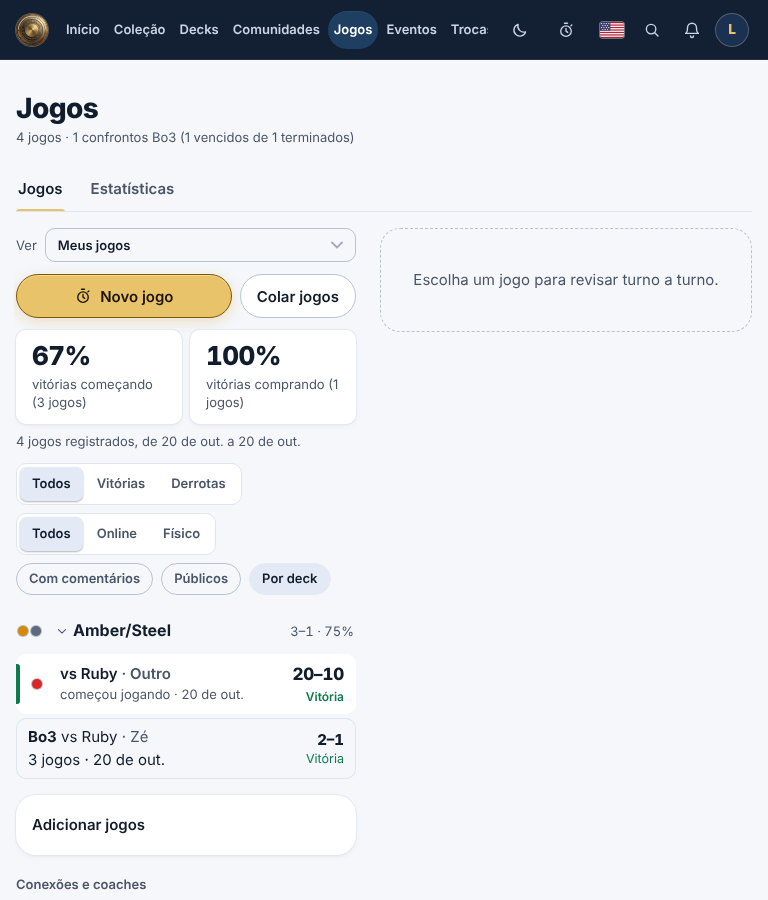 Início Coleção Decks Comunidades Jogos Eventos Troca L
Jogos
4 jogos · 1 confrontos Bo3 (1 vencidos de 1 terminados)
Jogos Estatísticas
Ver Meus jogos
Novo jogo Colar jogos
67%
vitórias começando
(3 jogos)
100%
vitórias comprando (1
jogos)
4 jogos registrados, de 20 de out. a 20 de out.
Todos Vitórias Derrotas
Todos Online Físico
Com comentários Públicos Por deck
Amber/Steel 3–1 · 75%
vs Ruby · Outro 20–10
começou jogando · 20 de out. Vitória
Bo3 vs Ruby · Zé 2–1
3 jogos · 20 de out. Vitória
Adicionar jogos
Conexões e coaches
Escolha um jogo para revisar turno a turno.